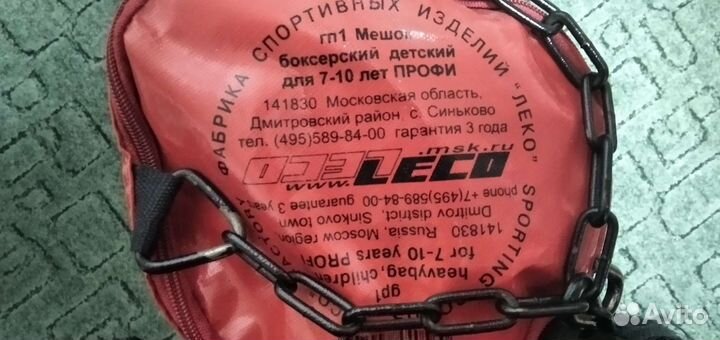 ФАБРИКА СПОРТИВНЫХ ИЗДЕЛИЙ "ЛЕКО" SPORTING
гп1 Мешок
боксерский детский
для 7-10 лет ПРОФИ
141830 Московская область,
Дмитровский район, с. Синьково
тел. (495)589-84-00 гарантия 3 года
www.LECO.msk.ru
phone +7(495)589-84-00 guarantee 3 years
Dmitrov district, Sinkovo town
141830 Russia, Moscow region
for 7-10 years PROFI
heavybag, children
gp1
Avito